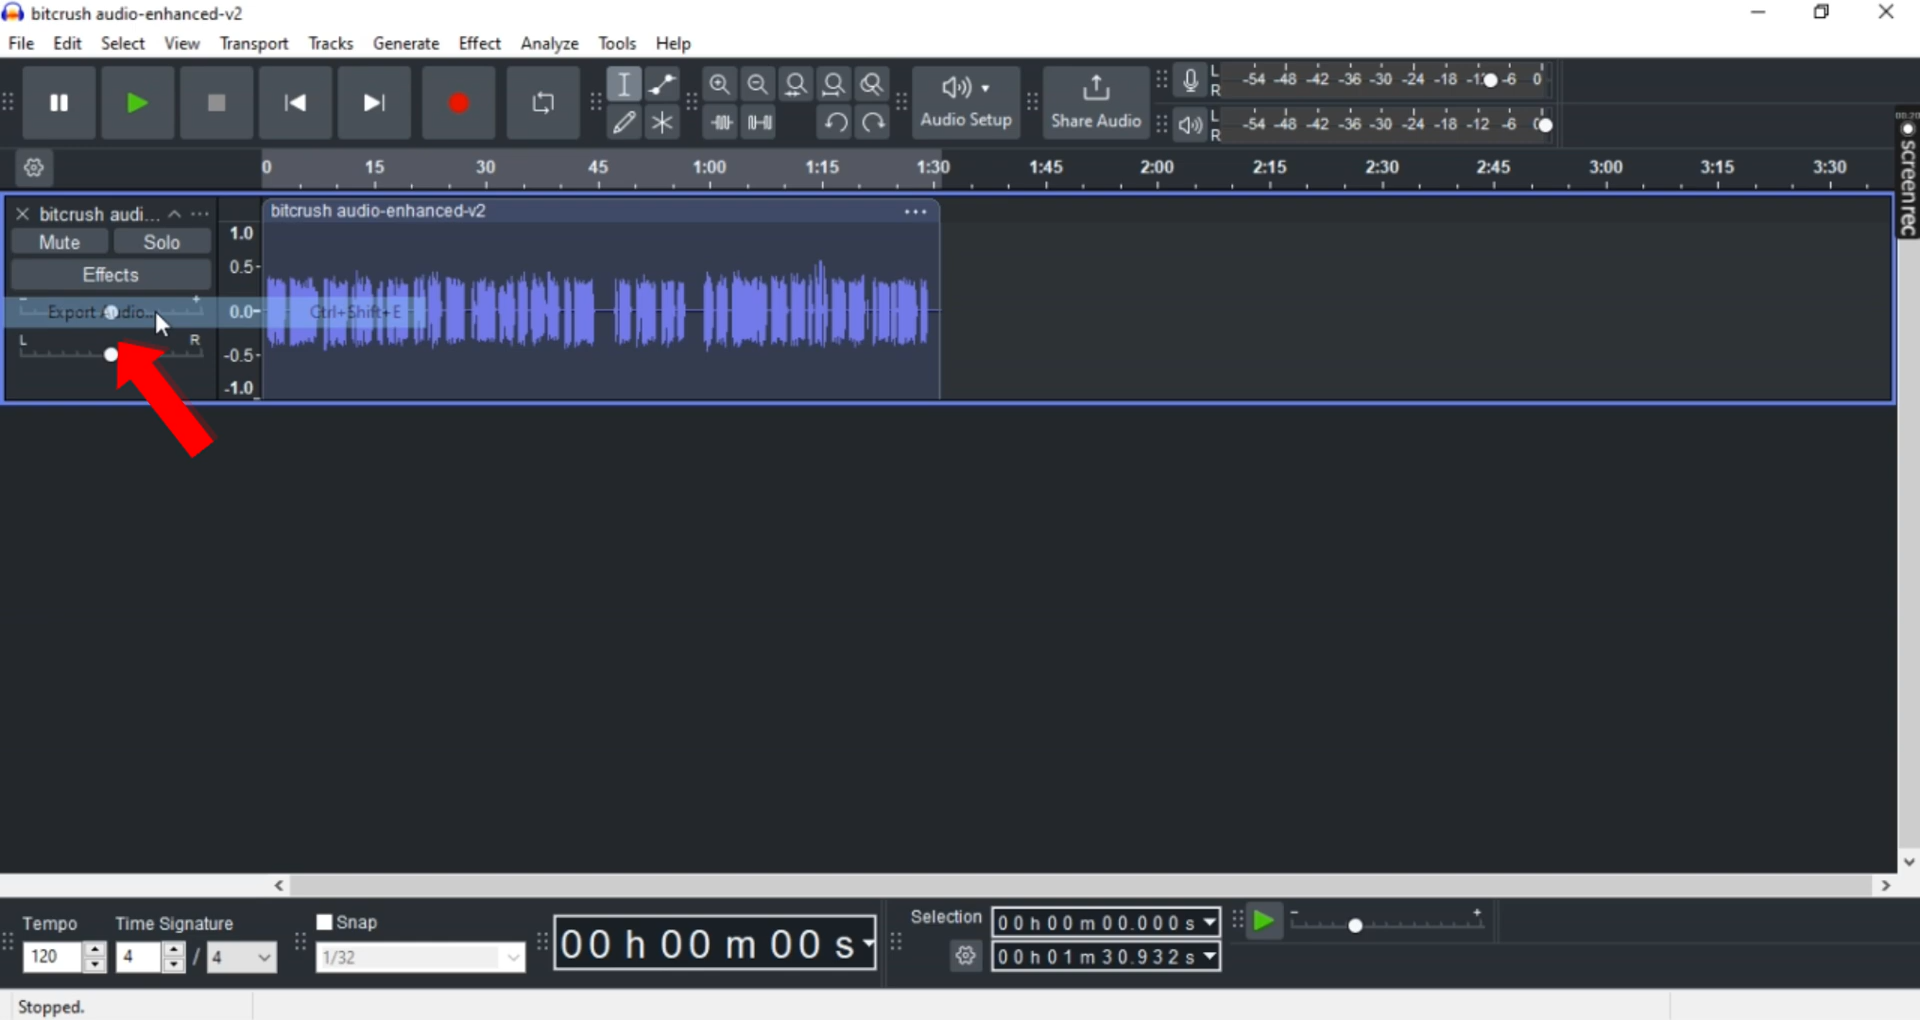 bitcrush audio-enhanced-v2
File Edit Select View Transport Tracks Generate Effect Analyze Tools Help
Audio Setup
Share Audio
L
R
-54 -48 -42 -36 -30 -24 -18 -12 -6 0
L
R
-54 -48 -42 -36 -30 -24 -18 -12 -6 0
00:20
screenrec
0 15 30 45 1:00 1:15 1:30 1:45 2:00 2:15 2:30 2:45 3:00 3:15 3:30
bitcrush audi...
bitcrush audio-enhanced-v2
Mute Solo
Effects
- +
Export Audio... Ctrl+Shift+E
L R
1.0
0.5-
0.0-
-0.5-
-1.0
Tempo
120
Time Signature
4 / 4
Snap
1/32
00 h 00 m 00 s
Selection
00 h 00 m 00.000 s
00 h 01 m 30.932 s
- +
Stopped.